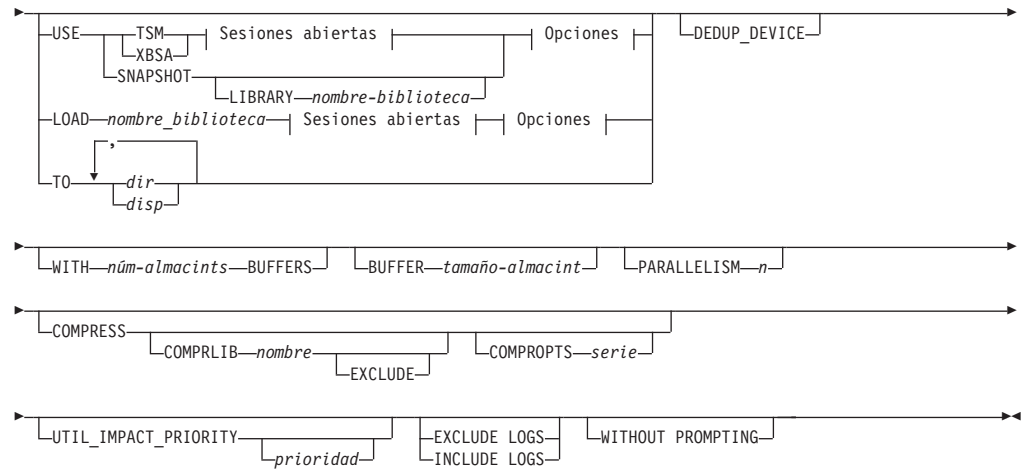 USE TSM Sesiones abiertas Opciones DEDUP_DEVICE
XBSA
SNAPSHOT
LIBRARY nombre-biblioteca
LOAD nombre_biblioteca Sesiones abiertas Opciones
,
TO dir
disp
WITH núm-almacints BUFFERS BUFFER tamaño-almacint PARALLELISM n
COMPRESS
COMPRLIB nombre COMPROPTS serie
EXCLUDE
UTIL_IMPACT_PRIORITY EXCLUDE LOGS WITHOUT PROMPTING
prioridad INCLUDE LOGS